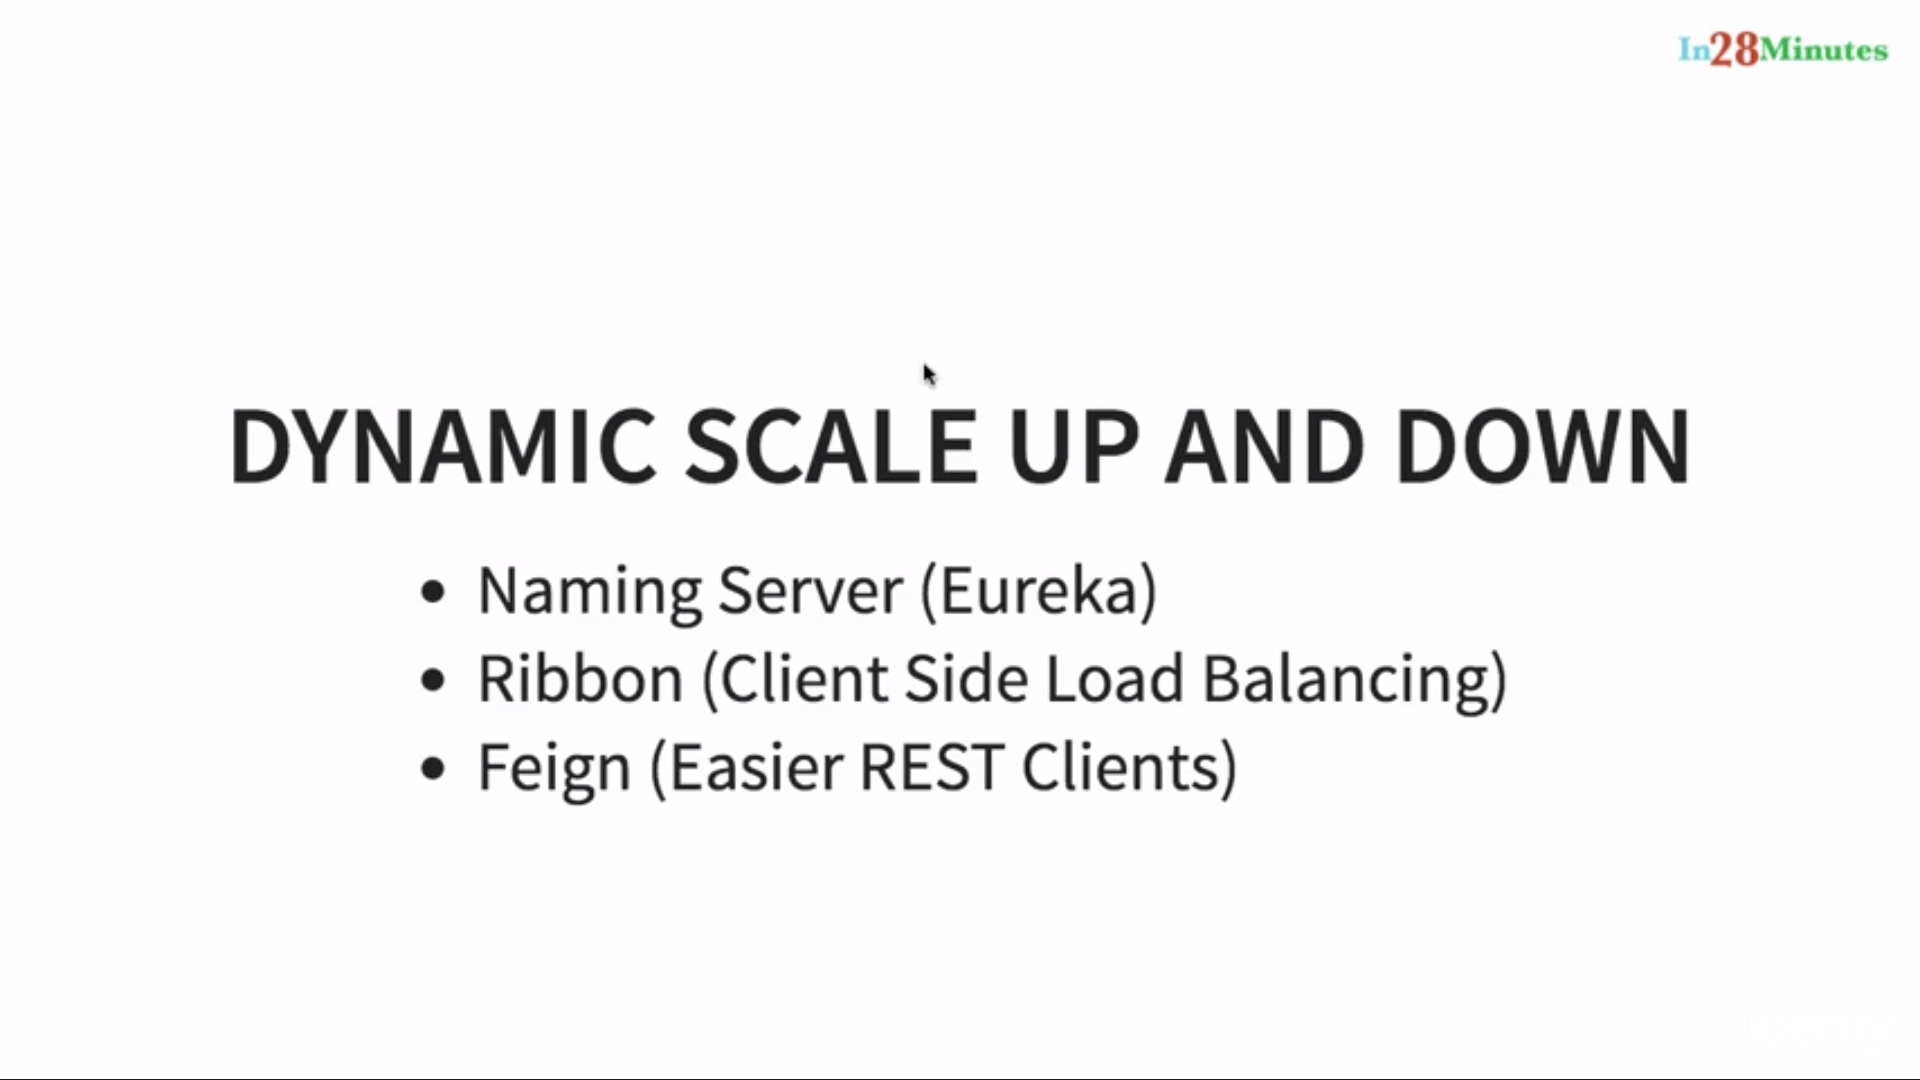 In28Minutes
DYNAMIC SCALE UP AND DOWN
• Naming Server (Eureka)
• Ribbon (Client Side Load Balancing)
• Feign (Easier REST Clients)